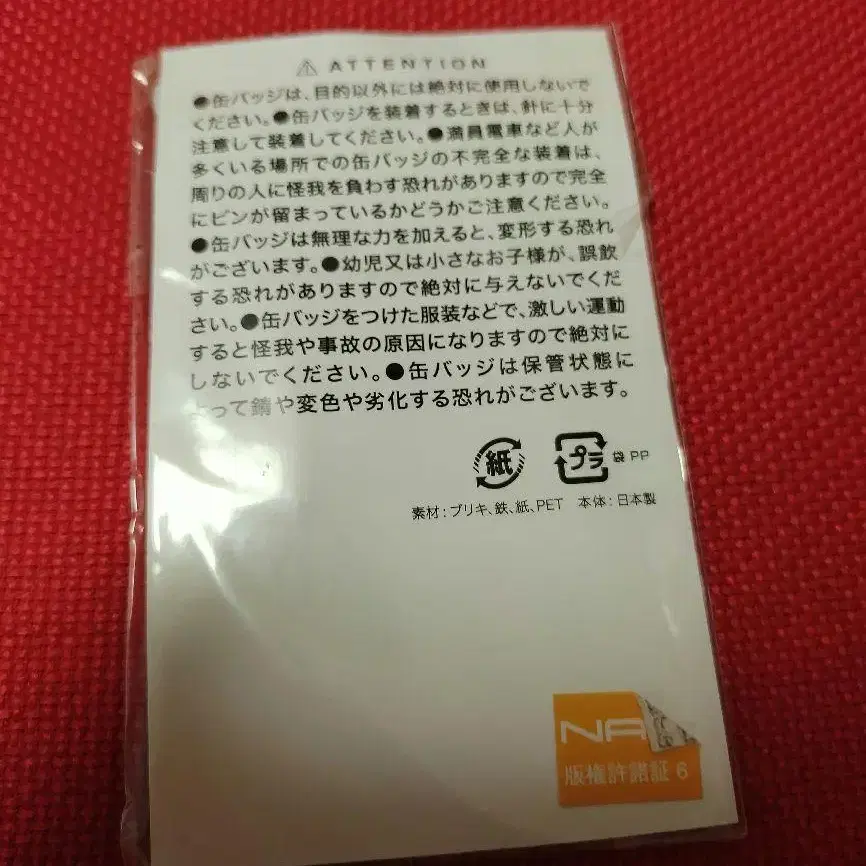 ⚠ ATTENTION
●缶バッジは、目的以外には絶対に使用しないで
ください。●缶バッジを装着するときは、針に十分
注意して装着してください。●満員電車など人が
多くいる場所での缶バッジの不完全な装着は、
周りの人に怪我を負わす恐れがありますので完全
にピンが留まっているかどうかご注意ください。
●缶バッジは無理な力を加えると、変形する恐れ
がございます。●幼児又は小さなお子様が、誤飲
する恐れがありますので絶対に与えないでくだ
さい。●缶バッジをつけた服装などで、激しい運動
すると怪我や事故の原因になりますので絶対に
しないでください。●缶バッジは保管状態に
よって錆や変色や劣化する恐れがございます。
紙
プラ 袋 PP
素材:ブリキ、鉄、紙、PET 本体:日本製
NA
版権許諾証 6